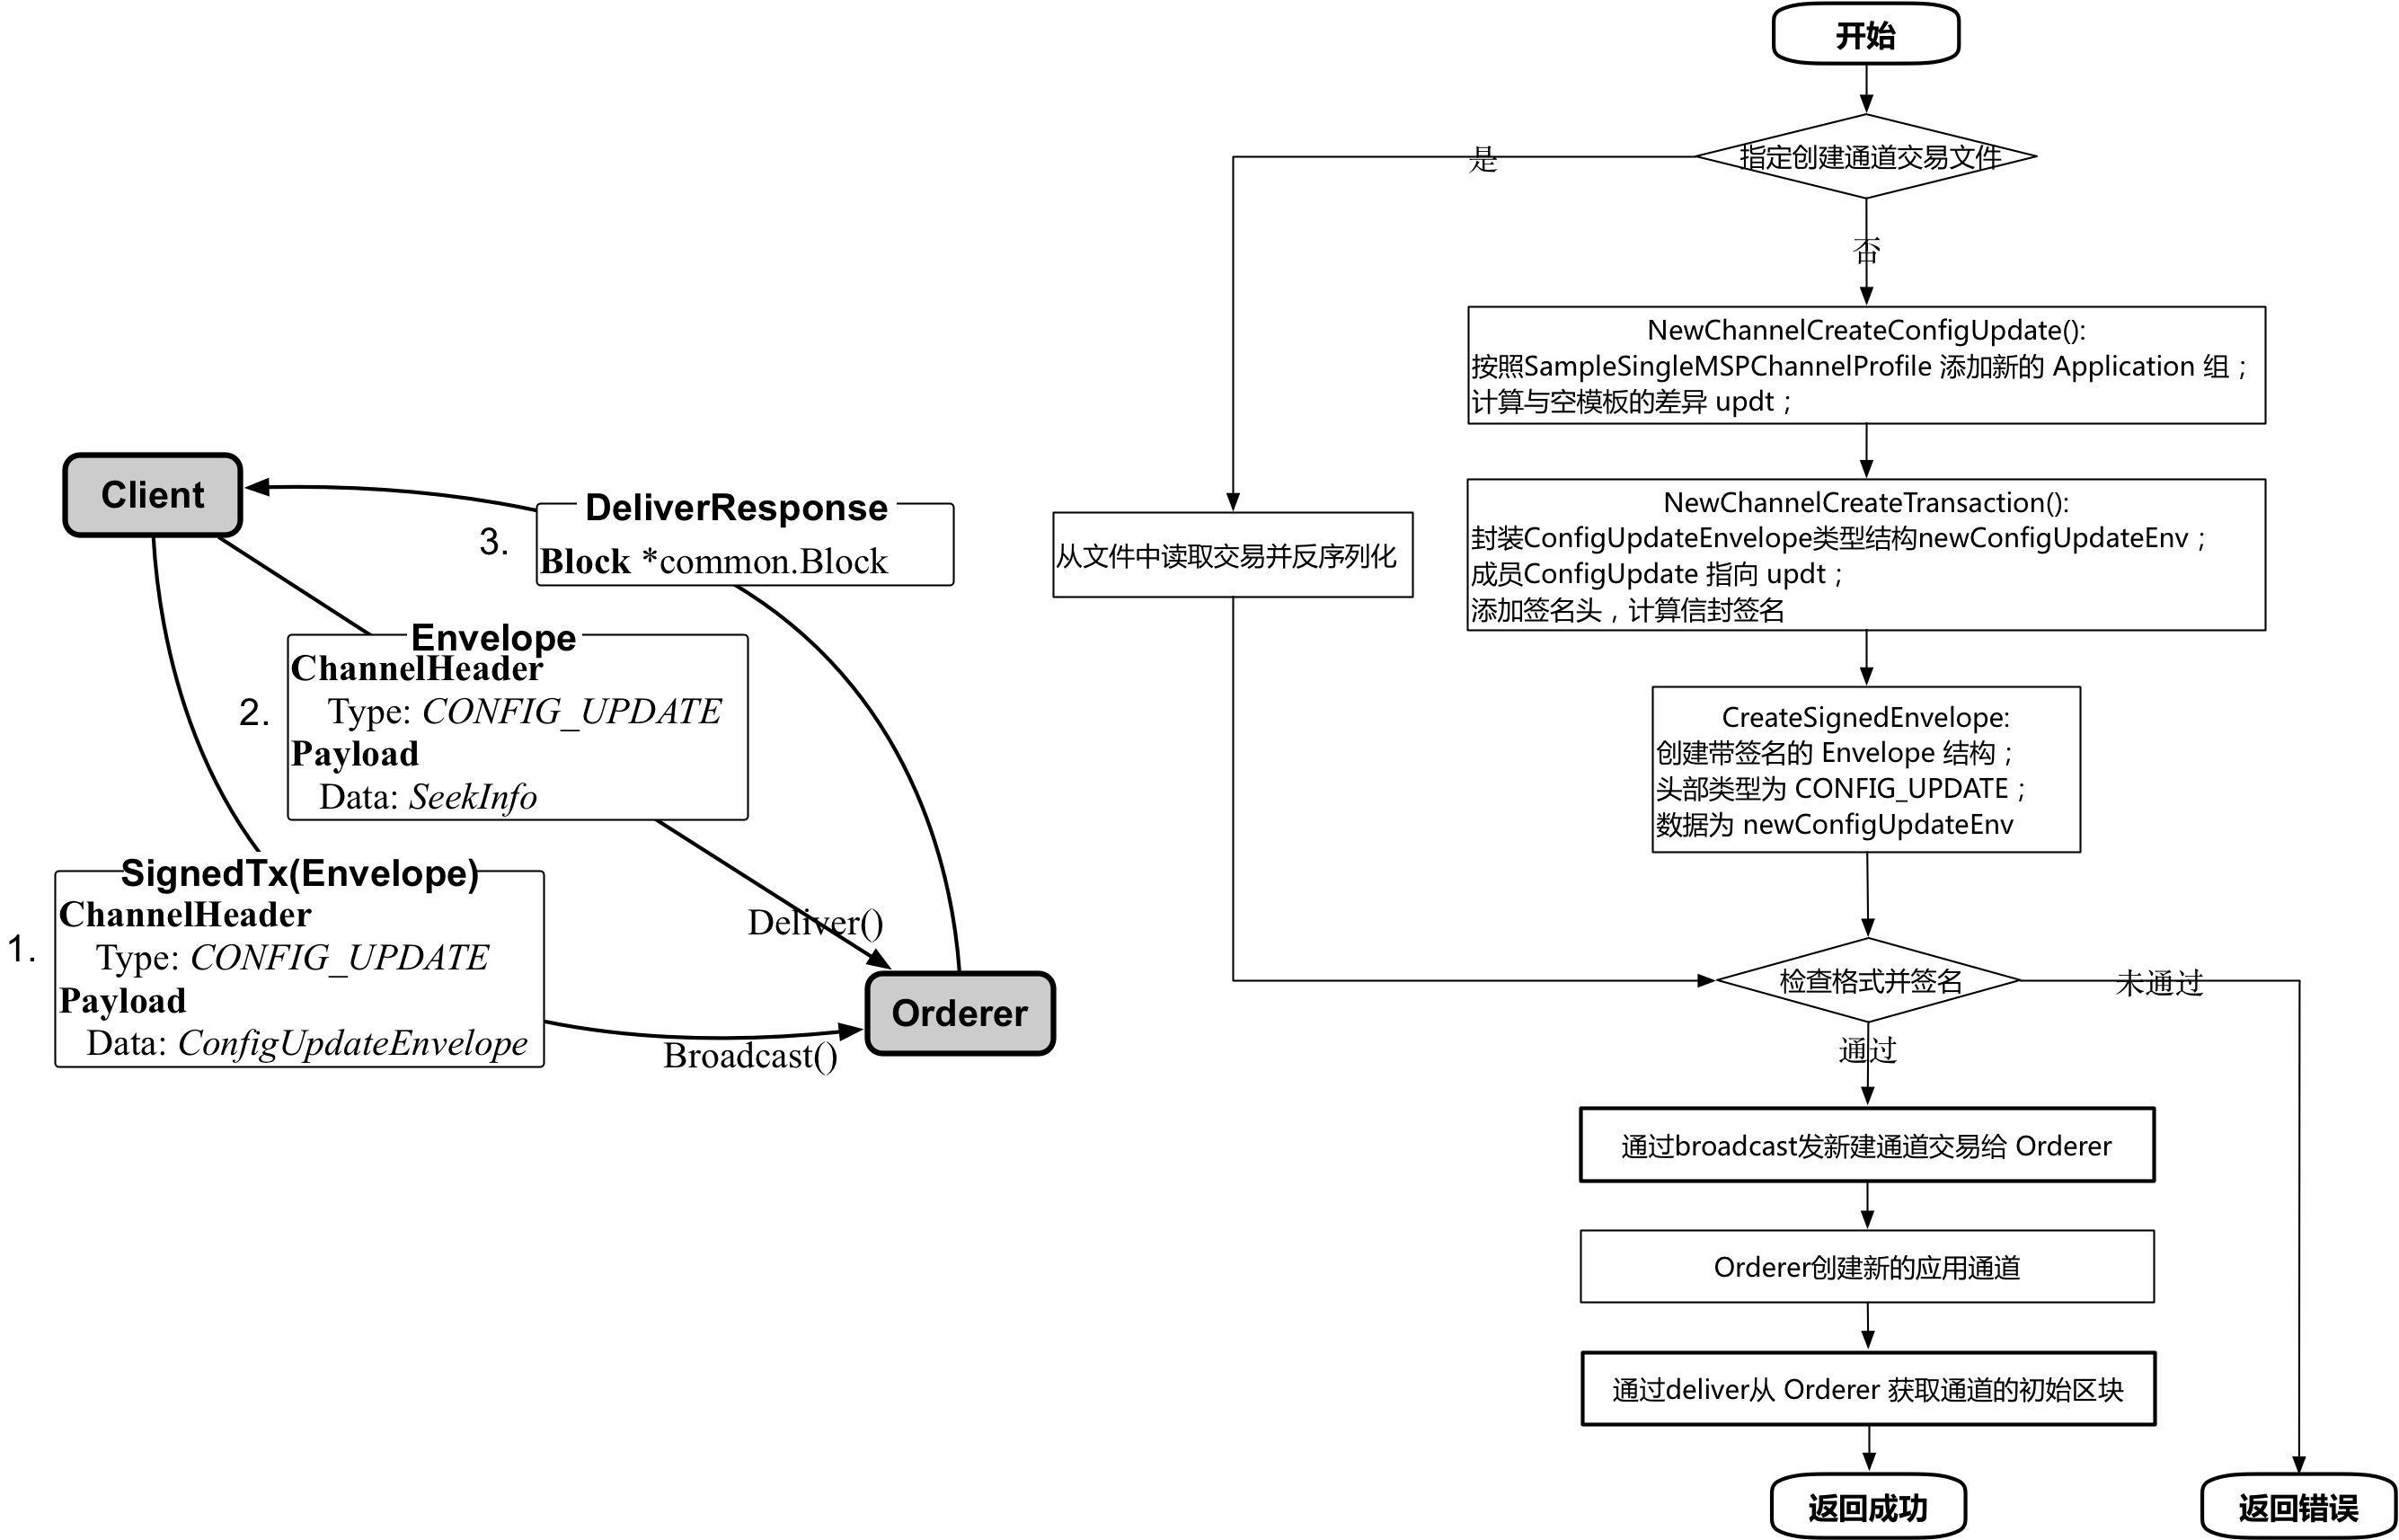 Client
3.
DeliverResponse
Block *common.Block
2.
Envelope
ChannelHeader
Type: CONFIG_UPDATE
Payload
Data: SeekInfo
1.
SignedTx(Envelope)
ChannelHeader
Type: CONFIG_UPDATE
Payload
Data: ConfigUpdateEnvelope
Deliver()
Broadcast()
Orderer
开始
指定创建通道交易文件
是
否
NewChannelCreateConfigUpdate():
按照SampleSingleMSPChannelProfile 添加新的 Application 组；
计算与空模板的差异 updt；
从文件中读取交易并反序列化
NewChannelCreateTransaction():
封装ConfigUpdateEnvelope类型结构newConfigUpdateEnv；
成员ConfigUpdate 指向 updt；
添加签名头，计算信封签名
CreateSignedEnvelope:
创建带签名的 Envelope 结构；
头部类型为 CONFIG_UPDATE；
数据为 newConfigUpdateEnv
检查格式并签名
未通过
通过
通过broadcast发新建通道交易给 Orderer
Orderer创建新的应用通道
通过deliver从 Orderer 获取通道的初始区块
返回成功
返回错误